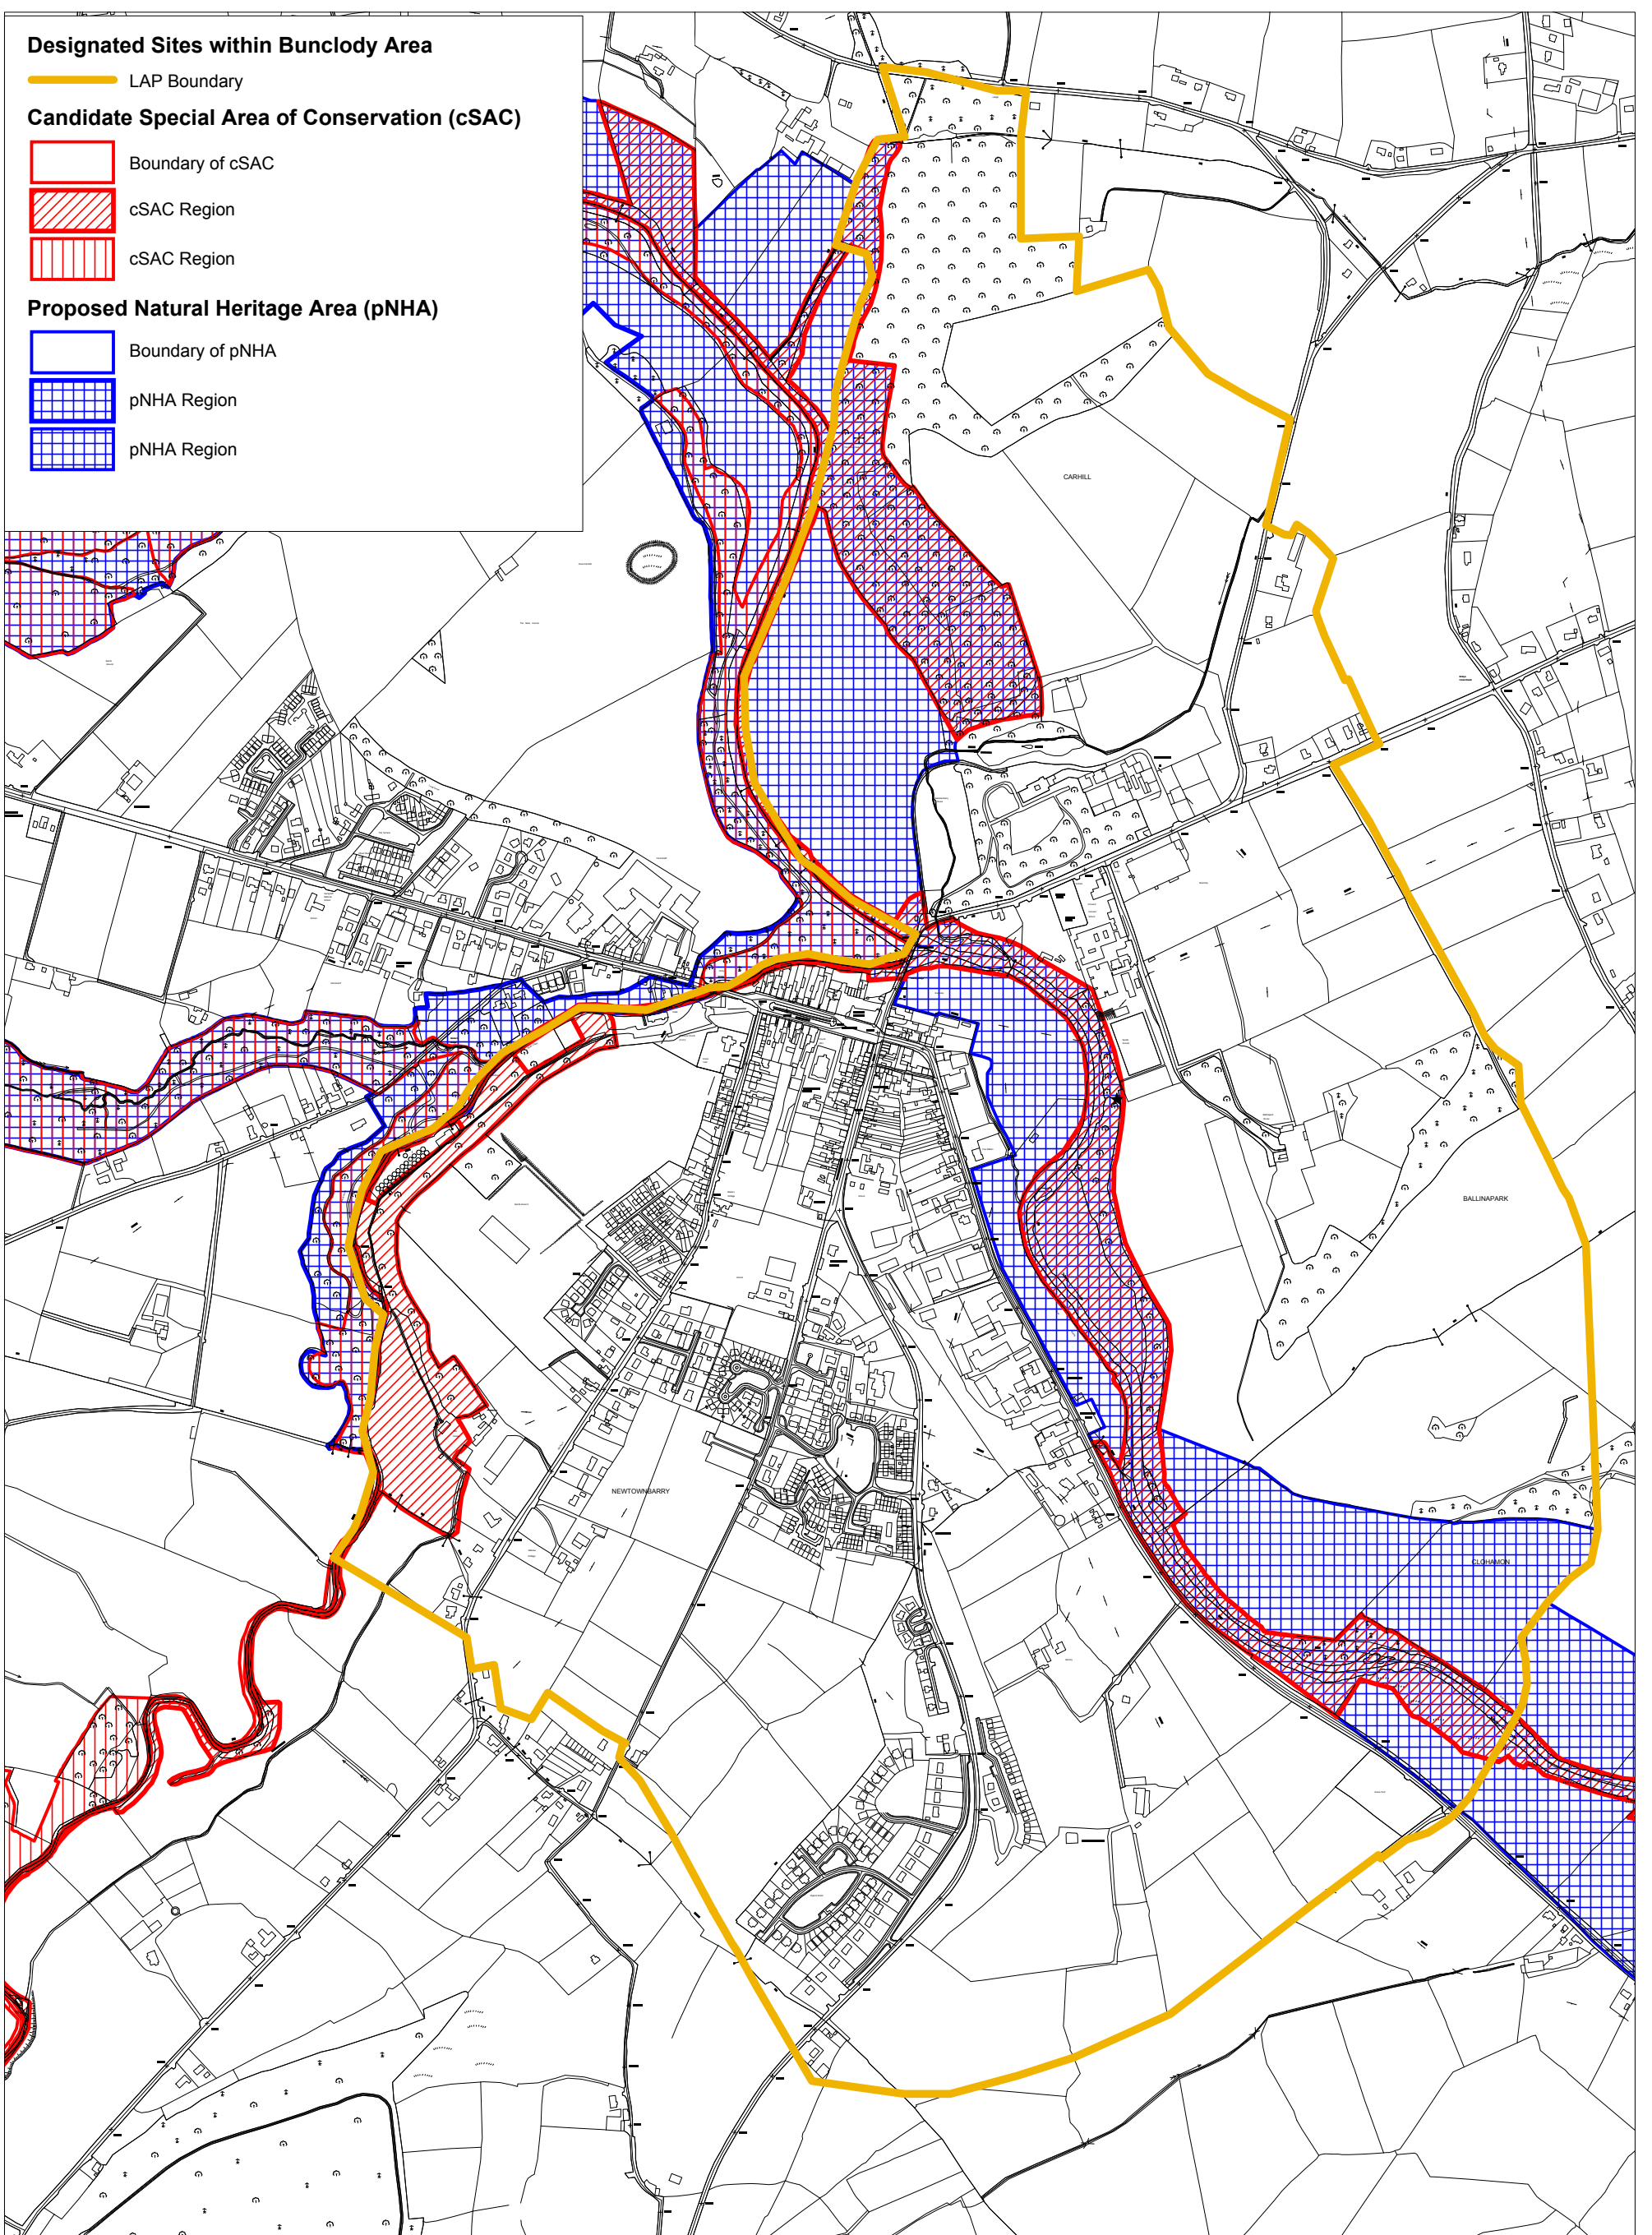 Designated Sites within Bunclody Area
LAP Boundary
Candidate Special Area of Conservation (cSAC)
Boundary of cSAC
cSAC Region
cSAC Region
Proposed Natural Heritage Area (pNHA)
Boundary of pNHA
pNHA Region
pNHA Region
CARHILL
BALLINAPARK
NEWTOWNBARRY
CLOHAMON